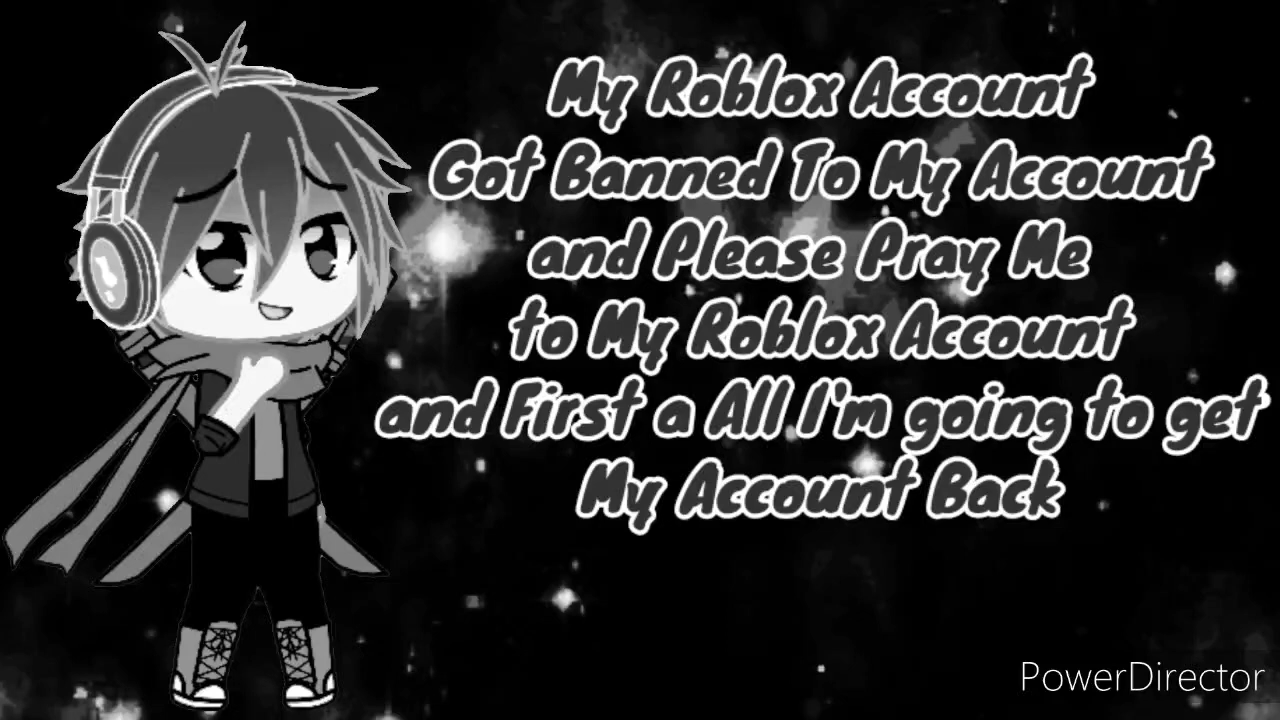 My Roblox Account
Got Banned To My Account
and Please Pray Me
to My Roblox Account
and First a All I'm going to get
My Account Back
PowerDirector